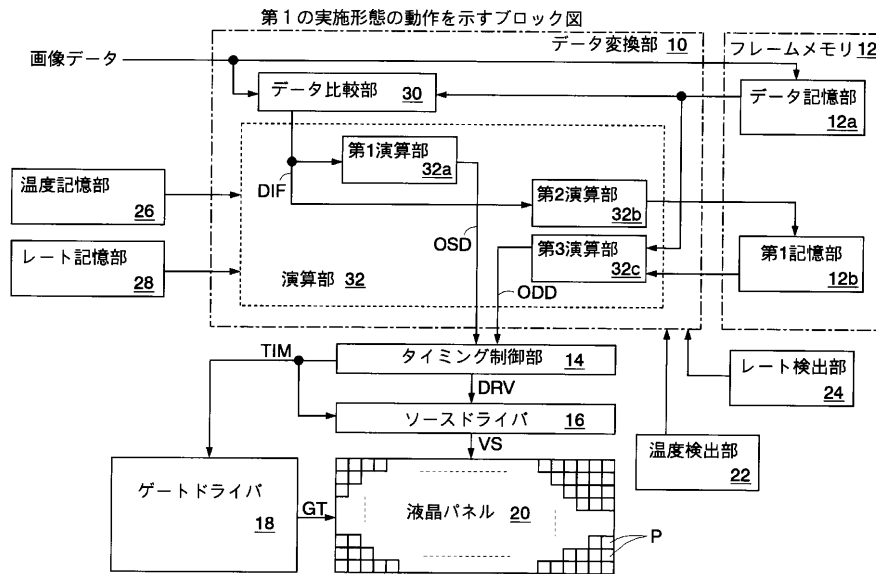 第1の実施形態の動作を示すブロック図
画像データ
データ変換部 10
フレームメモリ 12
データ比較部 30
データ記憶部
12a
第1演算部
32a
DIF
温度記憶部
26
第2演算部
32b
OSD
第3演算部
32c
第1記憶部
12b
レート記憶部
28
演算部 32
ODD
TIM
タイミング制御部 14
レート検出部
24
DRV
ソースドライバ 16
VS
温度検出部
22
ゲートドライバ
18
GT
液晶パネル 20
P